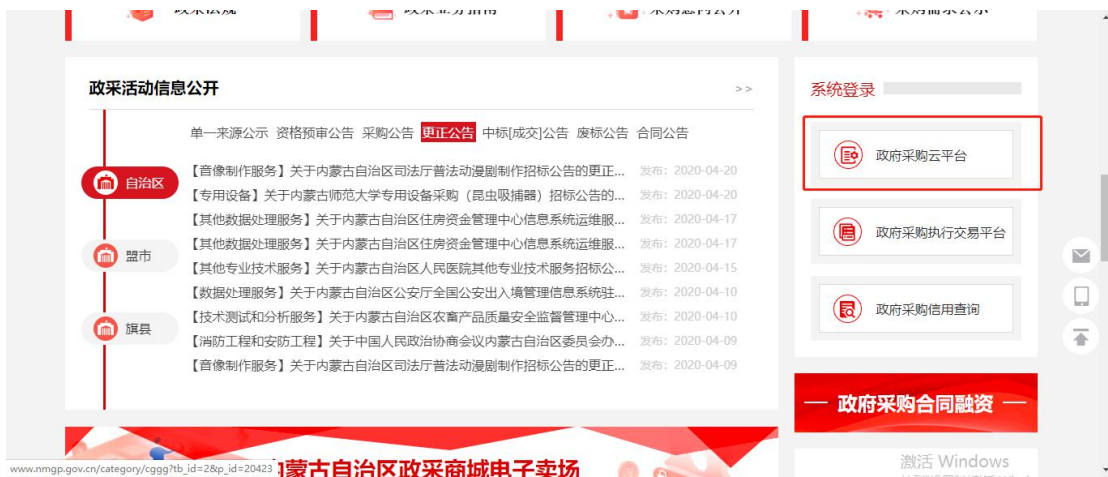 政采活动信息公开 >>
单一来源公示 资格预审公告 采购公告 更正公告 中标[成交]公告 废标公告 合同公告
自治区
盟市
旗县
【音像制作服务】关于内蒙古自治区司法厅普法动漫剧制作招标公告的更正... 发布：2020-04-20
【专用设备】关于内蒙古师范大学专用设备采购（昆虫吸捕器）招标公告的... 发布：2020-04-20
【其他数据处理服务】关于内蒙古自治区住房资金管理中心信息系统运维服... 发布：2020-04-17
【其他数据处理服务】关于内蒙古自治区住房资金管理中心信息系统运维服... 发布：2020-04-17
【其他专业技术服务】关于内蒙古自治区人民医院其他专业技术服务招标公... 发布：2020-04-15
【数据处理服务】关于内蒙古自治区公安厅全国公安出入境管理信息系统驻... 发布：2020-04-10
【技术测试和分析服务】关于内蒙古自治区农畜产品质量安全监督管理中心... 发布：2020-04-10
【消防工程和安防工程】关于中国人民政治协商会议内蒙古自治区委员会办... 发布：2020-04-09
【音像制作服务】关于内蒙古自治区司法厅普法动漫剧制作招标公告的更正... 发布：2020-04-09
系统登录
政府采购云平台
政府采购执行交易平台
政府采购信用查询
政府采购合同融资
蒙古自治区政采商城电子卖场
激活 Windows
www.nmgp.gov.cn/category/cggg?tb_id=2&p_id=20423